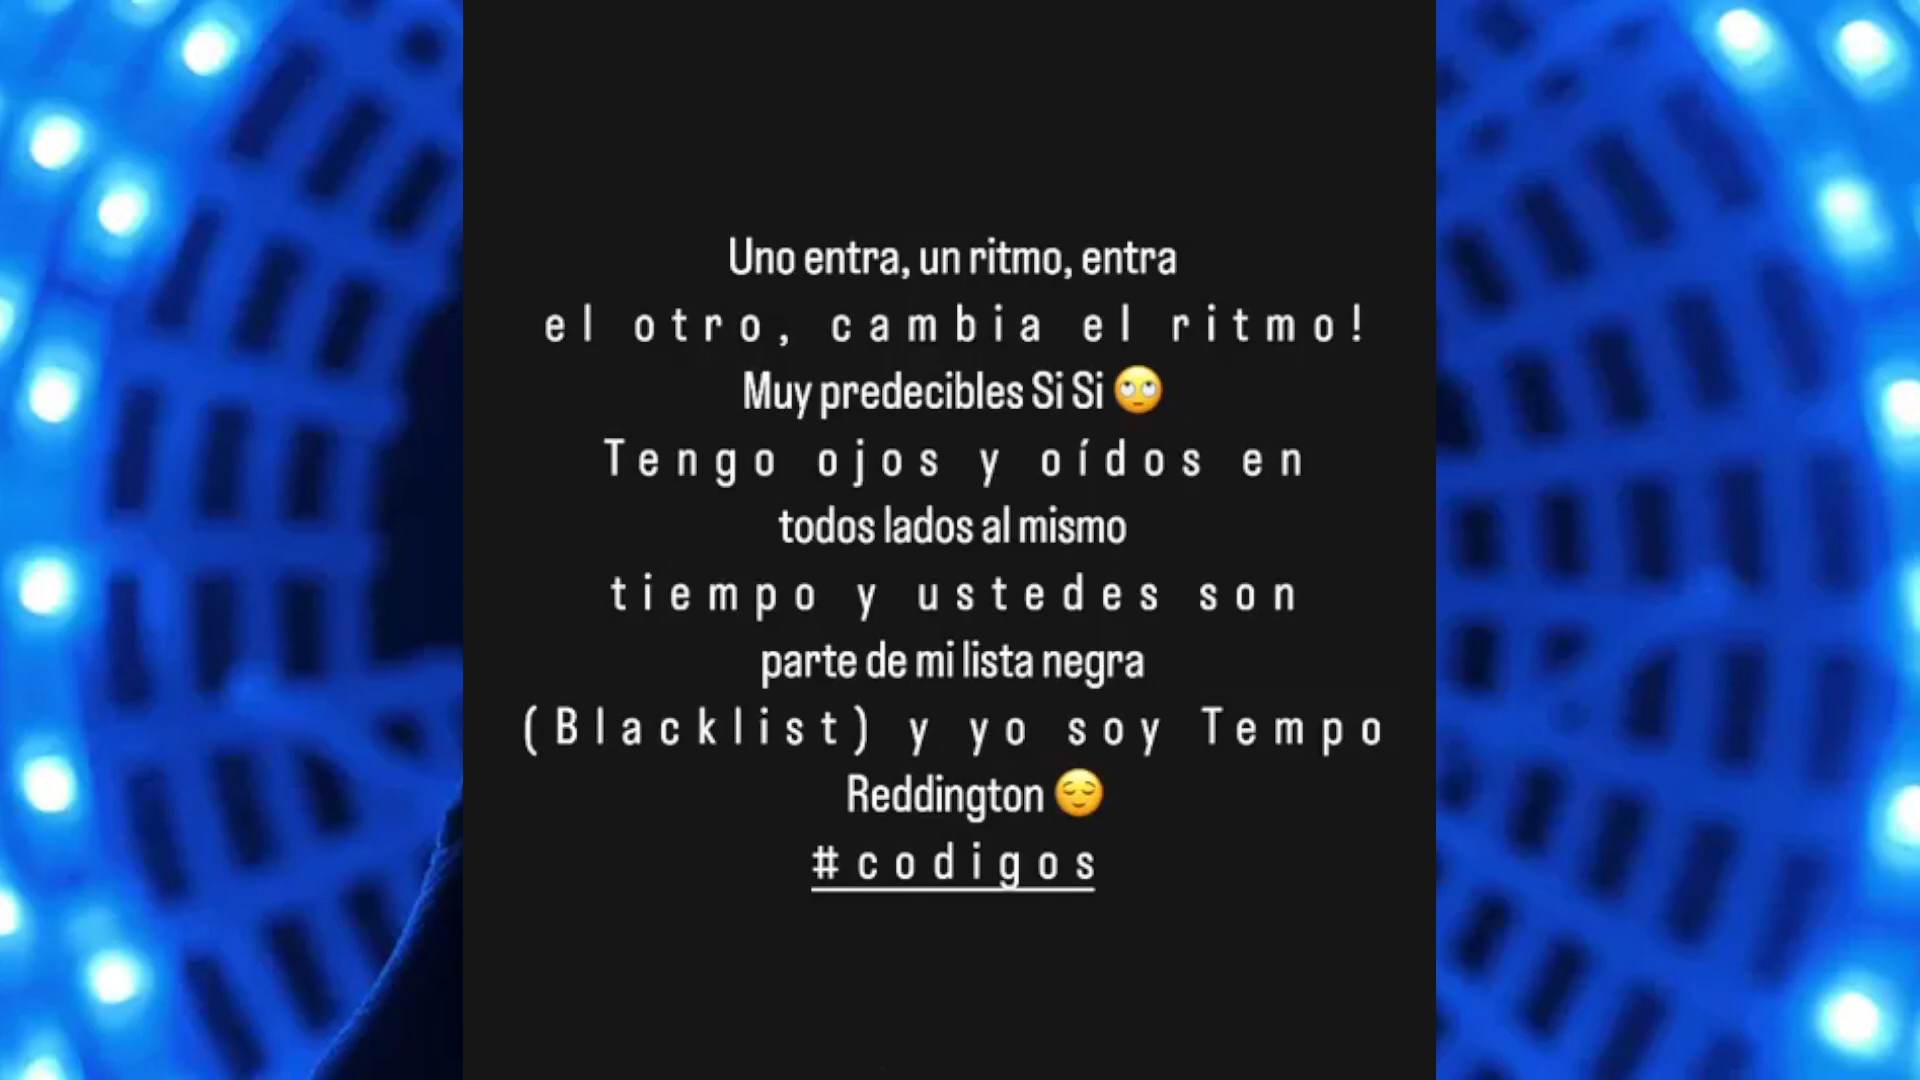 Uno entra, un ritmo, entra
el otro, cambia el ritmo!
Muy predecibles Si Si 🙄
Tengo ojos y oídos en
todos lados al mismo
tiempo y ustedes son
parte de mi lista negra
(Blacklist) y yo soy Tempo
Reddington 😌
#codigos